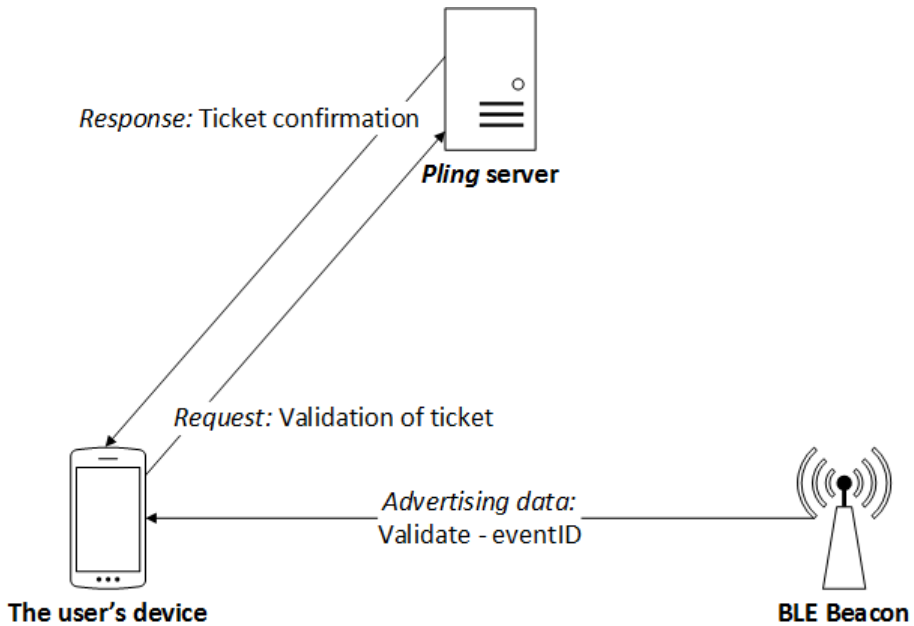 Response: Ticket confirmation
Pling server
Request: Validation of ticket
Advertising data:
Validate - eventID
The user's device
BLE Beacon